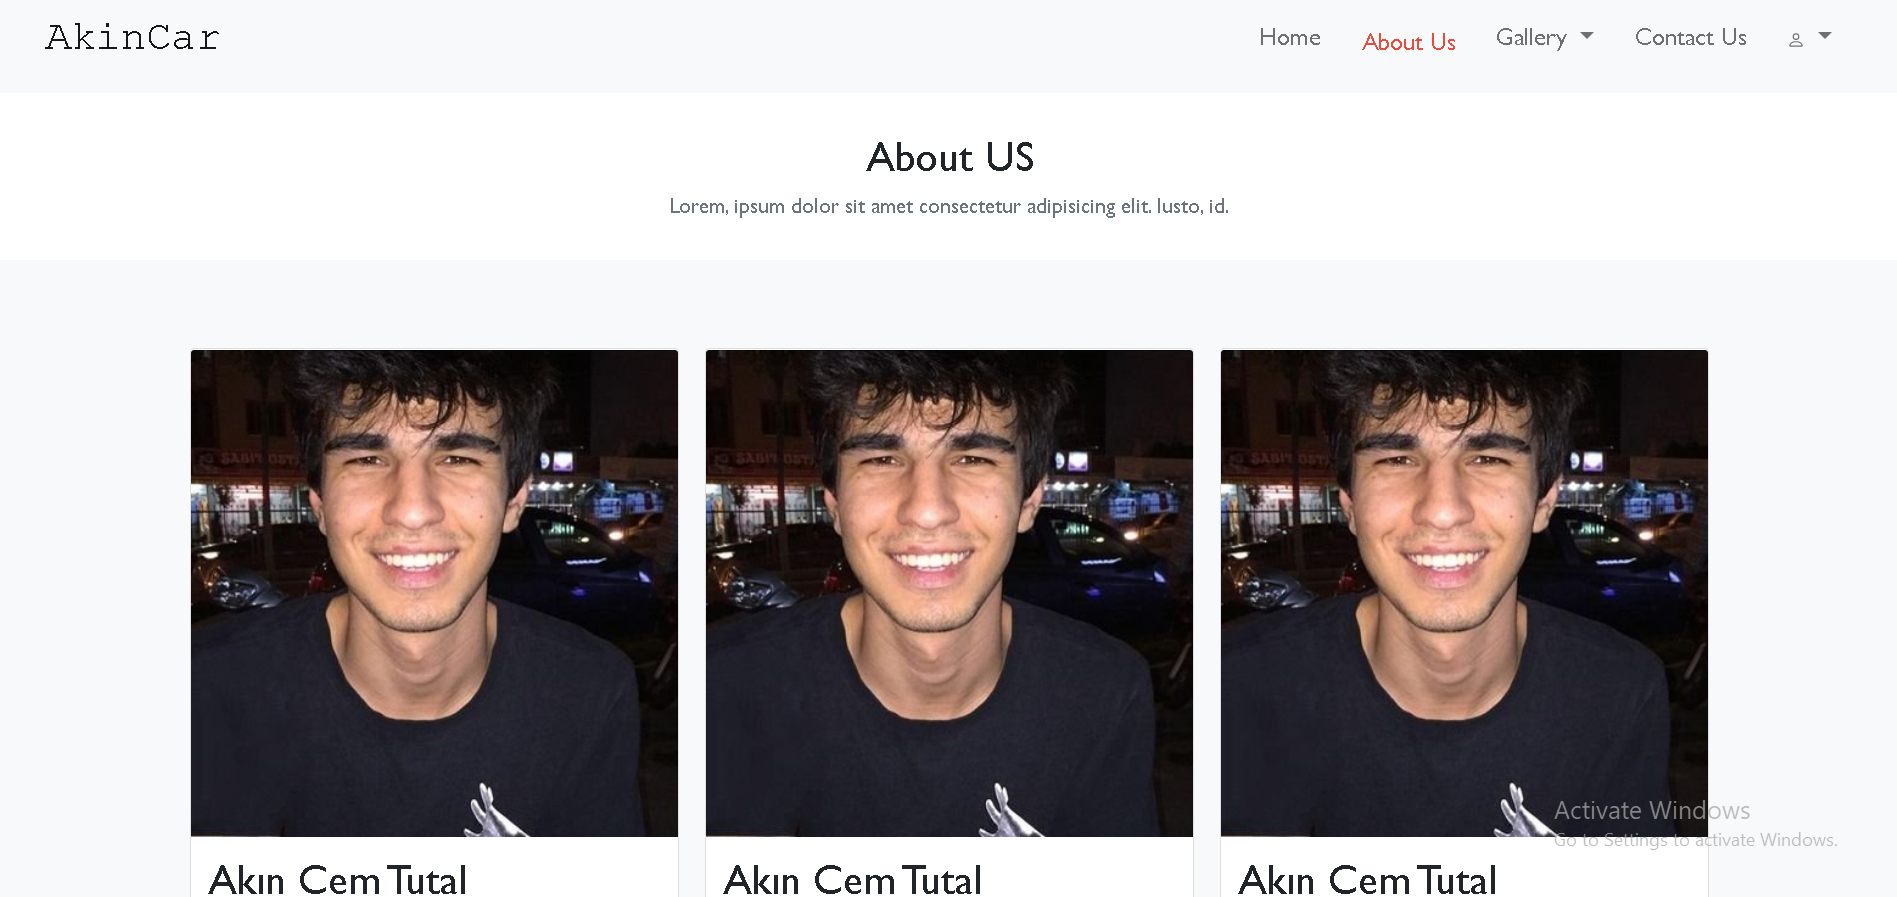 AkinCar
Home About Us Gallery Contact Us
About US
Lorem, ipsum dolor sit amet consectetur adipisicing elit. Iusto, id.
Akın Cem Tutal
Akın Cem Tutal
Akın Cem Tutal
Activate Windows
Go to Settings to activate Windows.